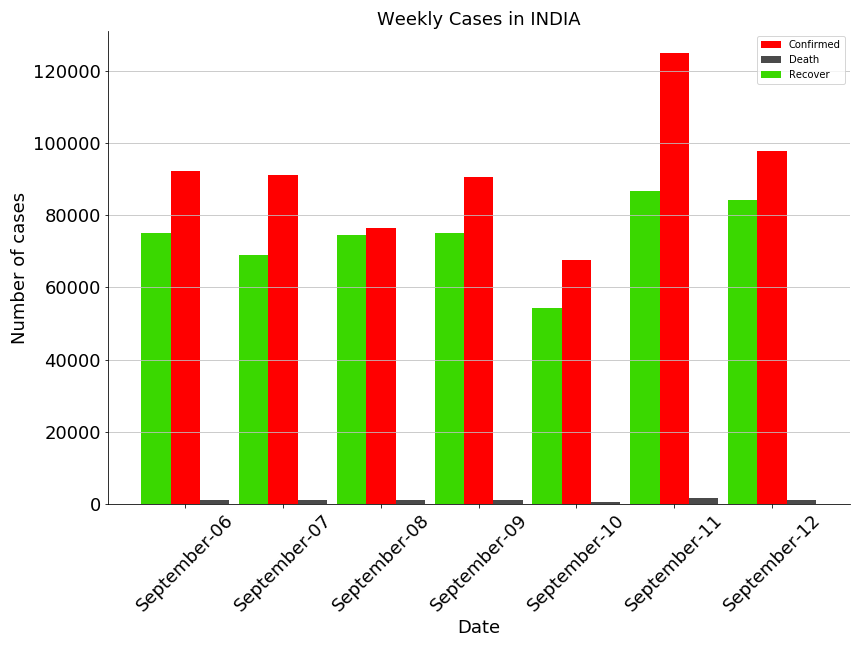 Weekly Cases in INDIA
Confirmed
Death
Recover
120000
100000
80000
60000
40000
20000
0
Number of cases
September-06
September-07
September-08
September-09
September-10
September-11
September-12
Date